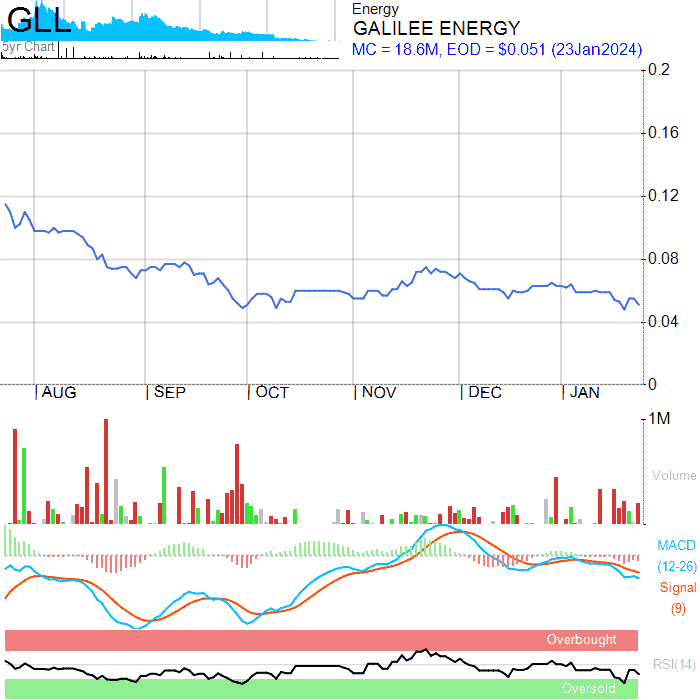 GLL
5yr Chart
Energy
GALILEE ENERGY
MC = 18.6M, EOD = $0.051 (23Jan2024)
0.2
0.16
0.12
0.08
0.04
0
AUG SEP OCT NOV DEC JAN
1M
Volume
MACD
(12-26)
Signal
(9)
Overbought
RSI(14)
Oversold